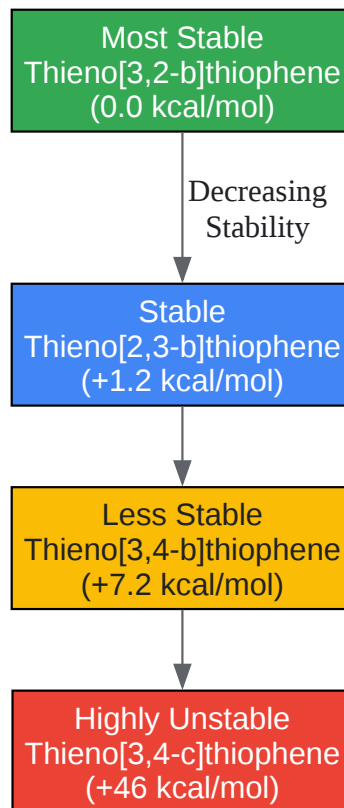 Most Stable
Thieno[3,2-b]thiophene
(0.0 kcal/mol)
Decreasing
Stability
Stable
Thieno[2,3-b]thiophene
(+1.2 kcal/mol)
Less Stable
Thieno[3,4-b]thiophene
(+7.2 kcal/mol)
Highly Unstable
Thieno[3,4-c]thiophene
(+46 kcal/mol)